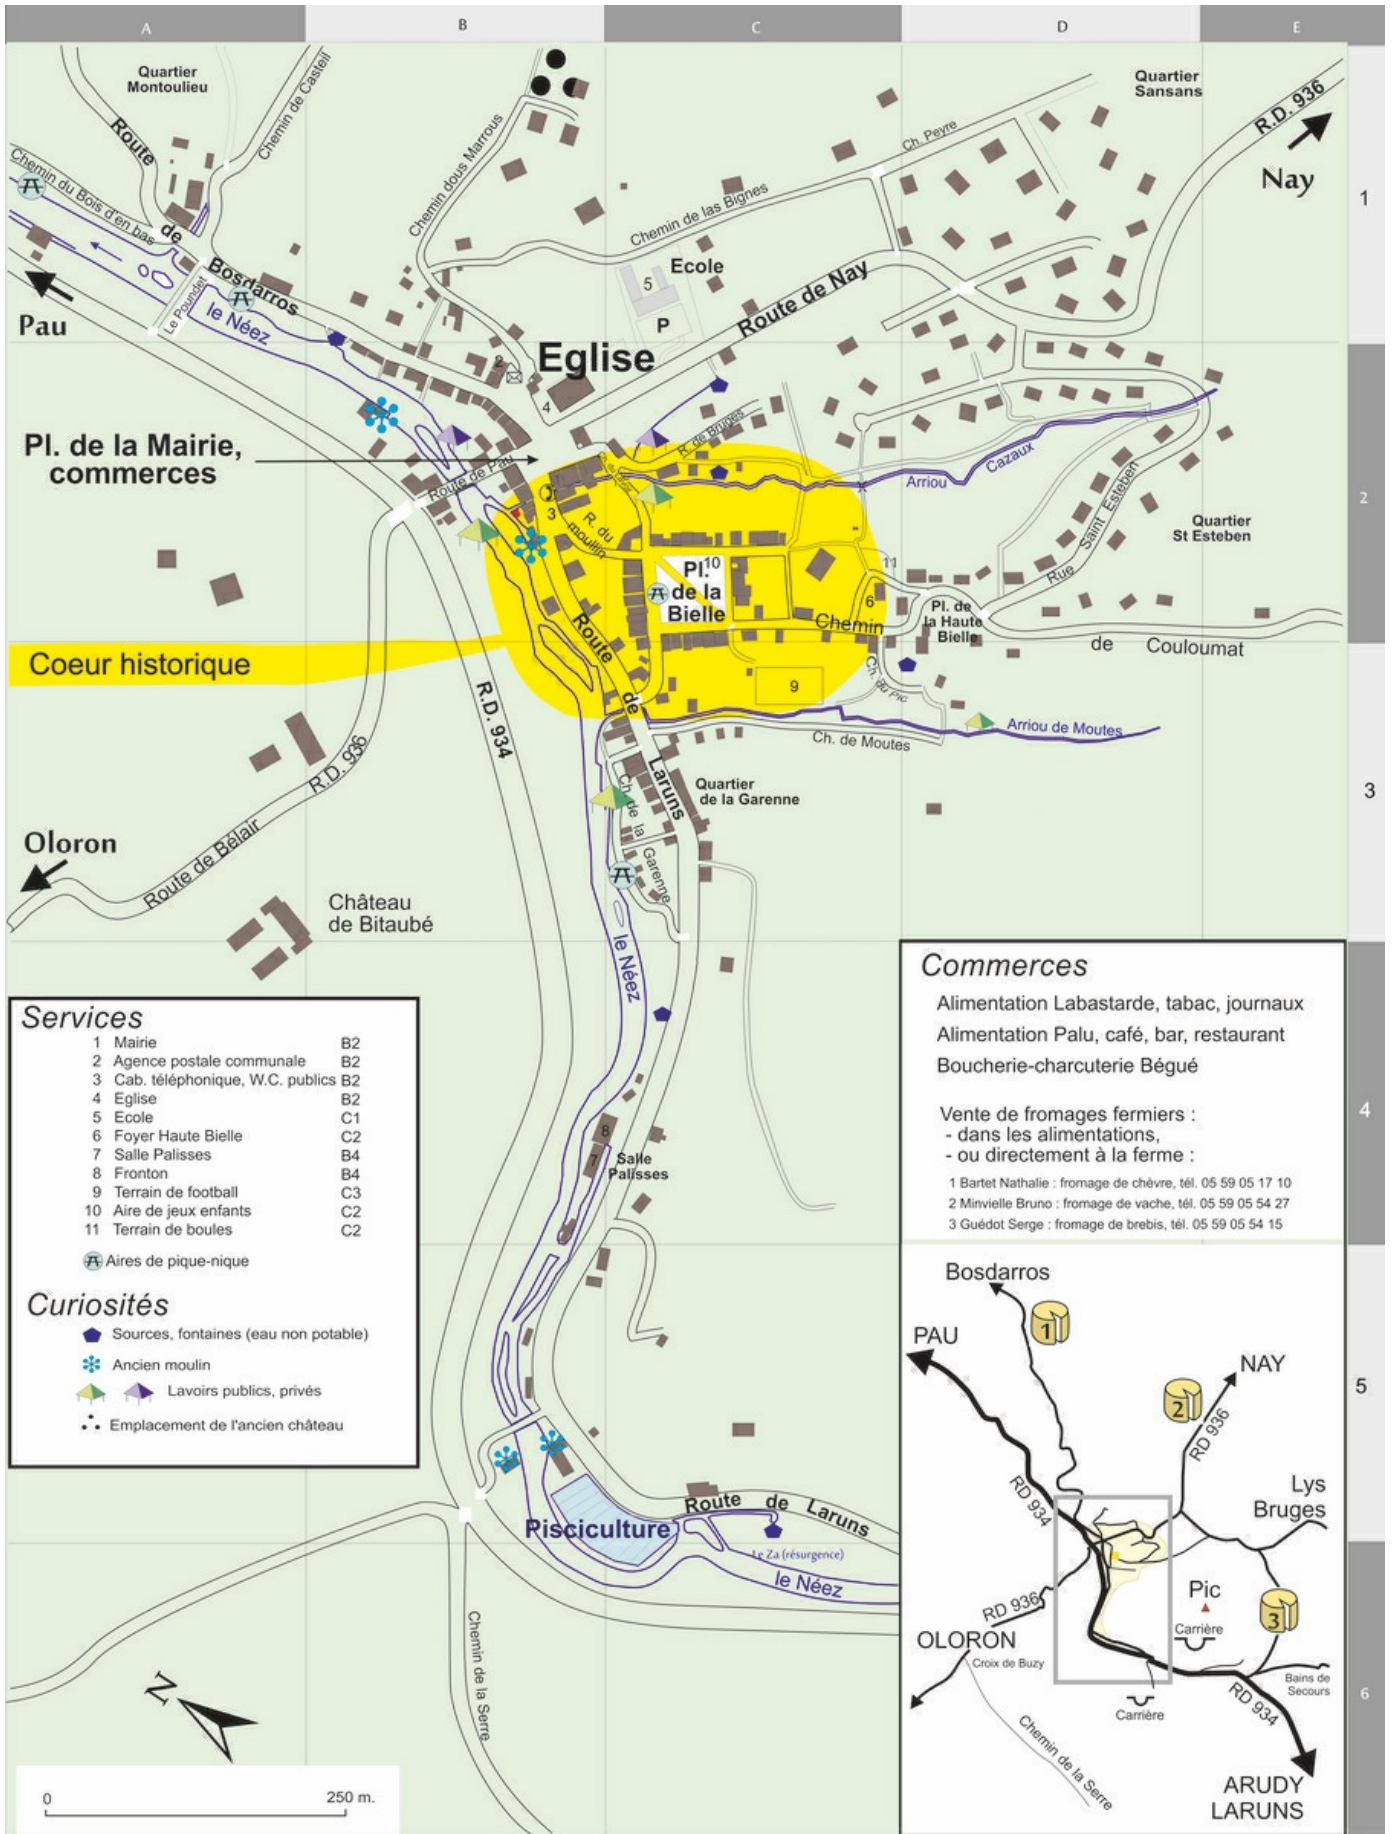 A B C D E
Quartier
Montoulieu
Chemin de Casteil
Route
de
Bosdarros
Chemin du Bois d'en bas
Chemin dous Marrous
Ch. Peyre
Quartier
Sansans
R.D. 936
Nay
1
Chemin de las Bignes
Ecole
5
P
Route de Nay
Pau
Le Poundet
le Néez
2
Eglise
4
Pl. de la Mairie,
commerces
Route de Pau
R. de Bruges
Arriou
Cazaux
2
Rue Saint Esteben
Quartier
St Esteben
1
3
R. du
moullin
Pl. 10
de la
Bielle
11
6
Chemin
Pl. de
la Haute
Bielle
de Couloumat
Coeur historique
Route
de
Laruns
R.D. 934
9
Ch. du Pic
Arriou de Moutes
Ch. de Moutes
R.D. 936
Quartier
de la Garenne
Ch. de la
Garenne
3
Oloron
Route de Bélair
Château
de Bitaubé
le Néez
Commerces
Alimentation Labastarde, tabac, journaux
Alimentation Palu, café, bar, restaurant
Boucherie-charcuterie Bégué
Vente de fromages fermiers :
- dans les alimentations,
- ou directement à la ferme :
1 Bartet Nathalie : fromage de chèvre, tél. 05 59 05 17 10
2 Minvielle Bruno : fromage de vache, tél. 05 59 05 54 27
3 Guédot Serge : fromage de brebis, tél. 05 59 05 54 15
4
Services
1 Mairie B2
2 Agence postale communale B2
3 Cab. téléphonique, W.C. publics B2
4 Eglise B2
5 Ecole C1
6 Foyer Haute Bielle C2
7 Salle Palisses B4
8 Fronton B4
9 Terrain de football C3
10 Aire de jeux enfants C2
11 Terrain de boules C2
Aires de pique-nique
Curiosités
Sources, fontaines (eau non potable)
Ancien moulin
Lavoirs publics, privés
Emplacement de l'ancien château
8
7
Salle
Palisses
Bosdarros
1
PAU
NAY
2
RD 936
5
RD 934
Lys
Bruges
Route de Laruns
Pisciculture
Le Za (résurgence)
le Néez
Pic
3
RD 936
Carrière
OLORON
Croix de Buzy
Bains de
Secours
RD 934
Carrière
6
Chemin de la Serre
Chemin de la Serre
ARUDY
LARUNS
N
0 250 m.